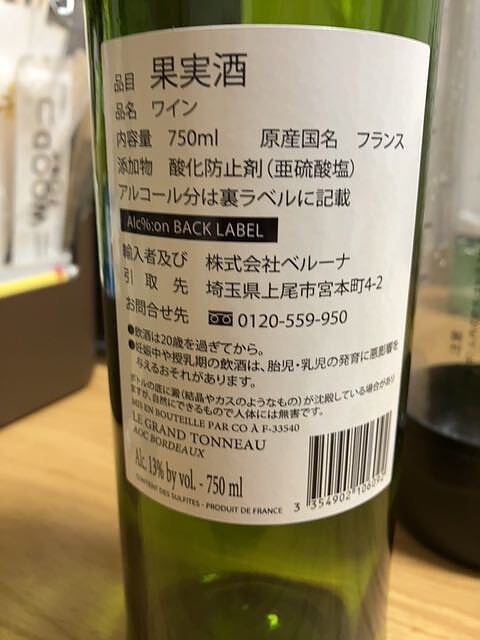 品目 果実酒
品名 ワイン
内容量 750ml 原産国名 フランス
添加物 酸化防止剤（亜硫酸塩）
アルコール分は裏ラベルに記載
Alc%:on BACK LABEL
輸入者及び 株式会社ベルーナ
引取先 埼玉県上尾市宮本町4-2
お問合せ先 0120-559-950
●飲酒は20歳を過ぎてから。
●妊娠中や授乳期の飲酒は、胎児・乳児の発育に悪影響を
与えるおそれがあります。
ボトルの底に澱（結晶やカスのようなもの）が沈殿している場合があり
ますが、自然にできるもので人体には無害です。
MIS EN BOUTEILLE PAR CO À F-33540
LE GRAND TONNEAU
AOC BORDEAUX
Alc. 13% by vol. - 750 ml
CONTENT DES SULFITES - PRODUIT DE FRANCE
3 354902 106092